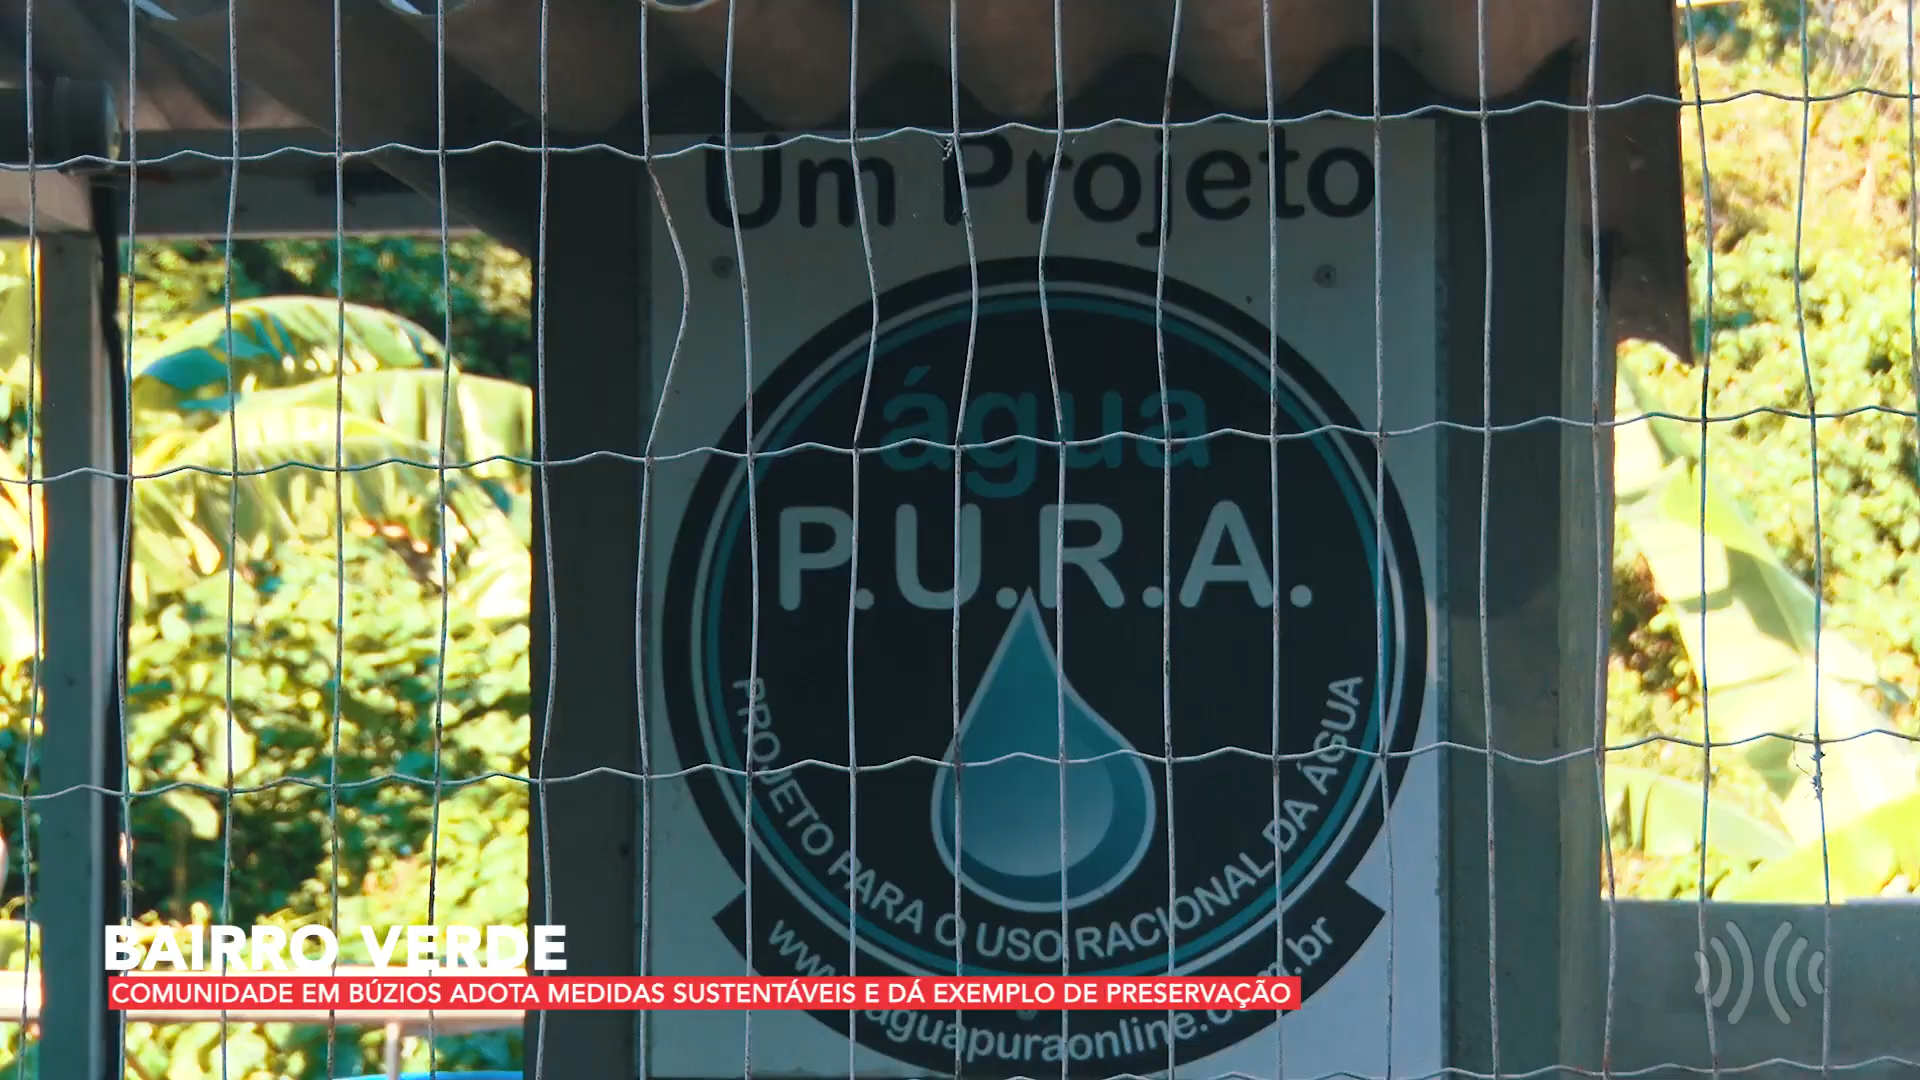 Um Projeto
água
P.U.R.A.
PROJETO PARA O USO RACIONAL DA ÁGUA
www.aguapuraonline.com.br
BAIRRO VERDE
COMUNIDADE EM BÚZIOS ADOTA MEDIDAS SUSTENTÁVEIS E DÁ EXEMPLO DE PRESERVAÇÃO